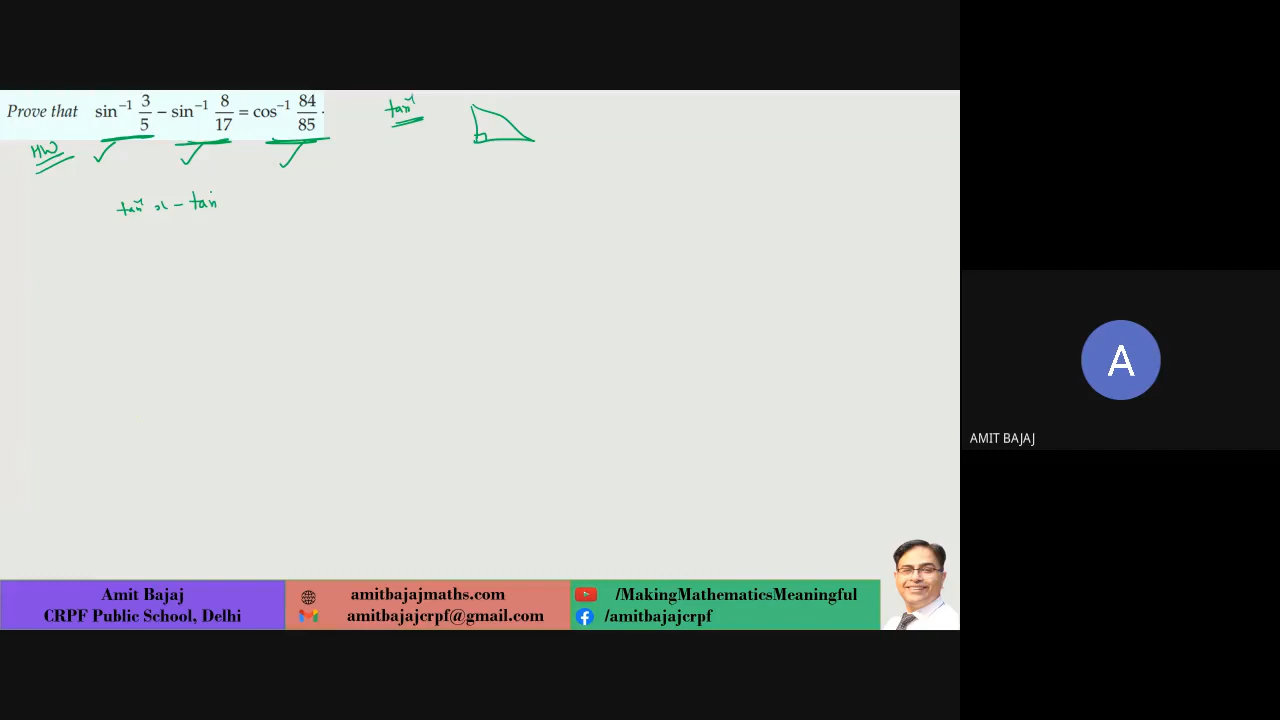 Prove that sin⁻¹ 3/5 − sin⁻¹ 8/17 = cos⁻¹ 84/85 .
tan⁻¹
HW
tan⁻¹ x − tan
A
AMIT BAJAJ
Amit Bajaj
CRPF Public School, Delhi
amitbajajmaths.com
amitbajajcrpf@gmail.com
/MakingMathematicsMeaningful
/amitbajajcrpf